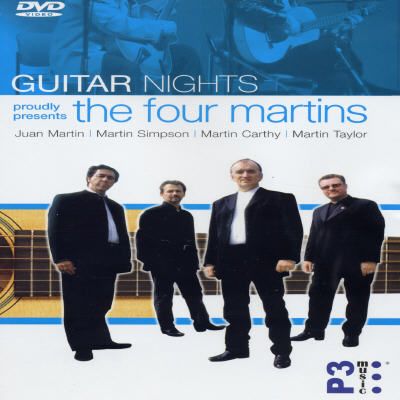 DVD
VIDEO
GUITAR NIGHTS
proudly
presents the four martins
Juan Martin | Martin Simpson | Martin Carthy | Martin Taylor
P3
music